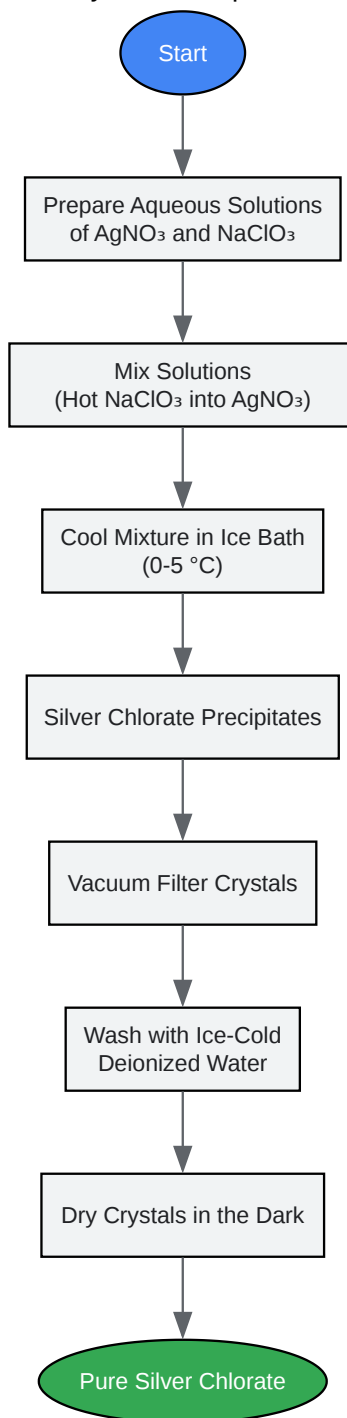 Start
Prepare Aqueous Solutions
of AgNO₃ and NaClO₃
Mix Solutions
(Hot NaClO₃ into AgNO₃)
Cool Mixture in Ice Bath
(0-5 °C)
Silver Chlorate Precipitates
Vacuum Filter Crystals
Wash with Ice-Cold
Deionized Water
Dry Crystals in the Dark
Pure Silver Chlorate